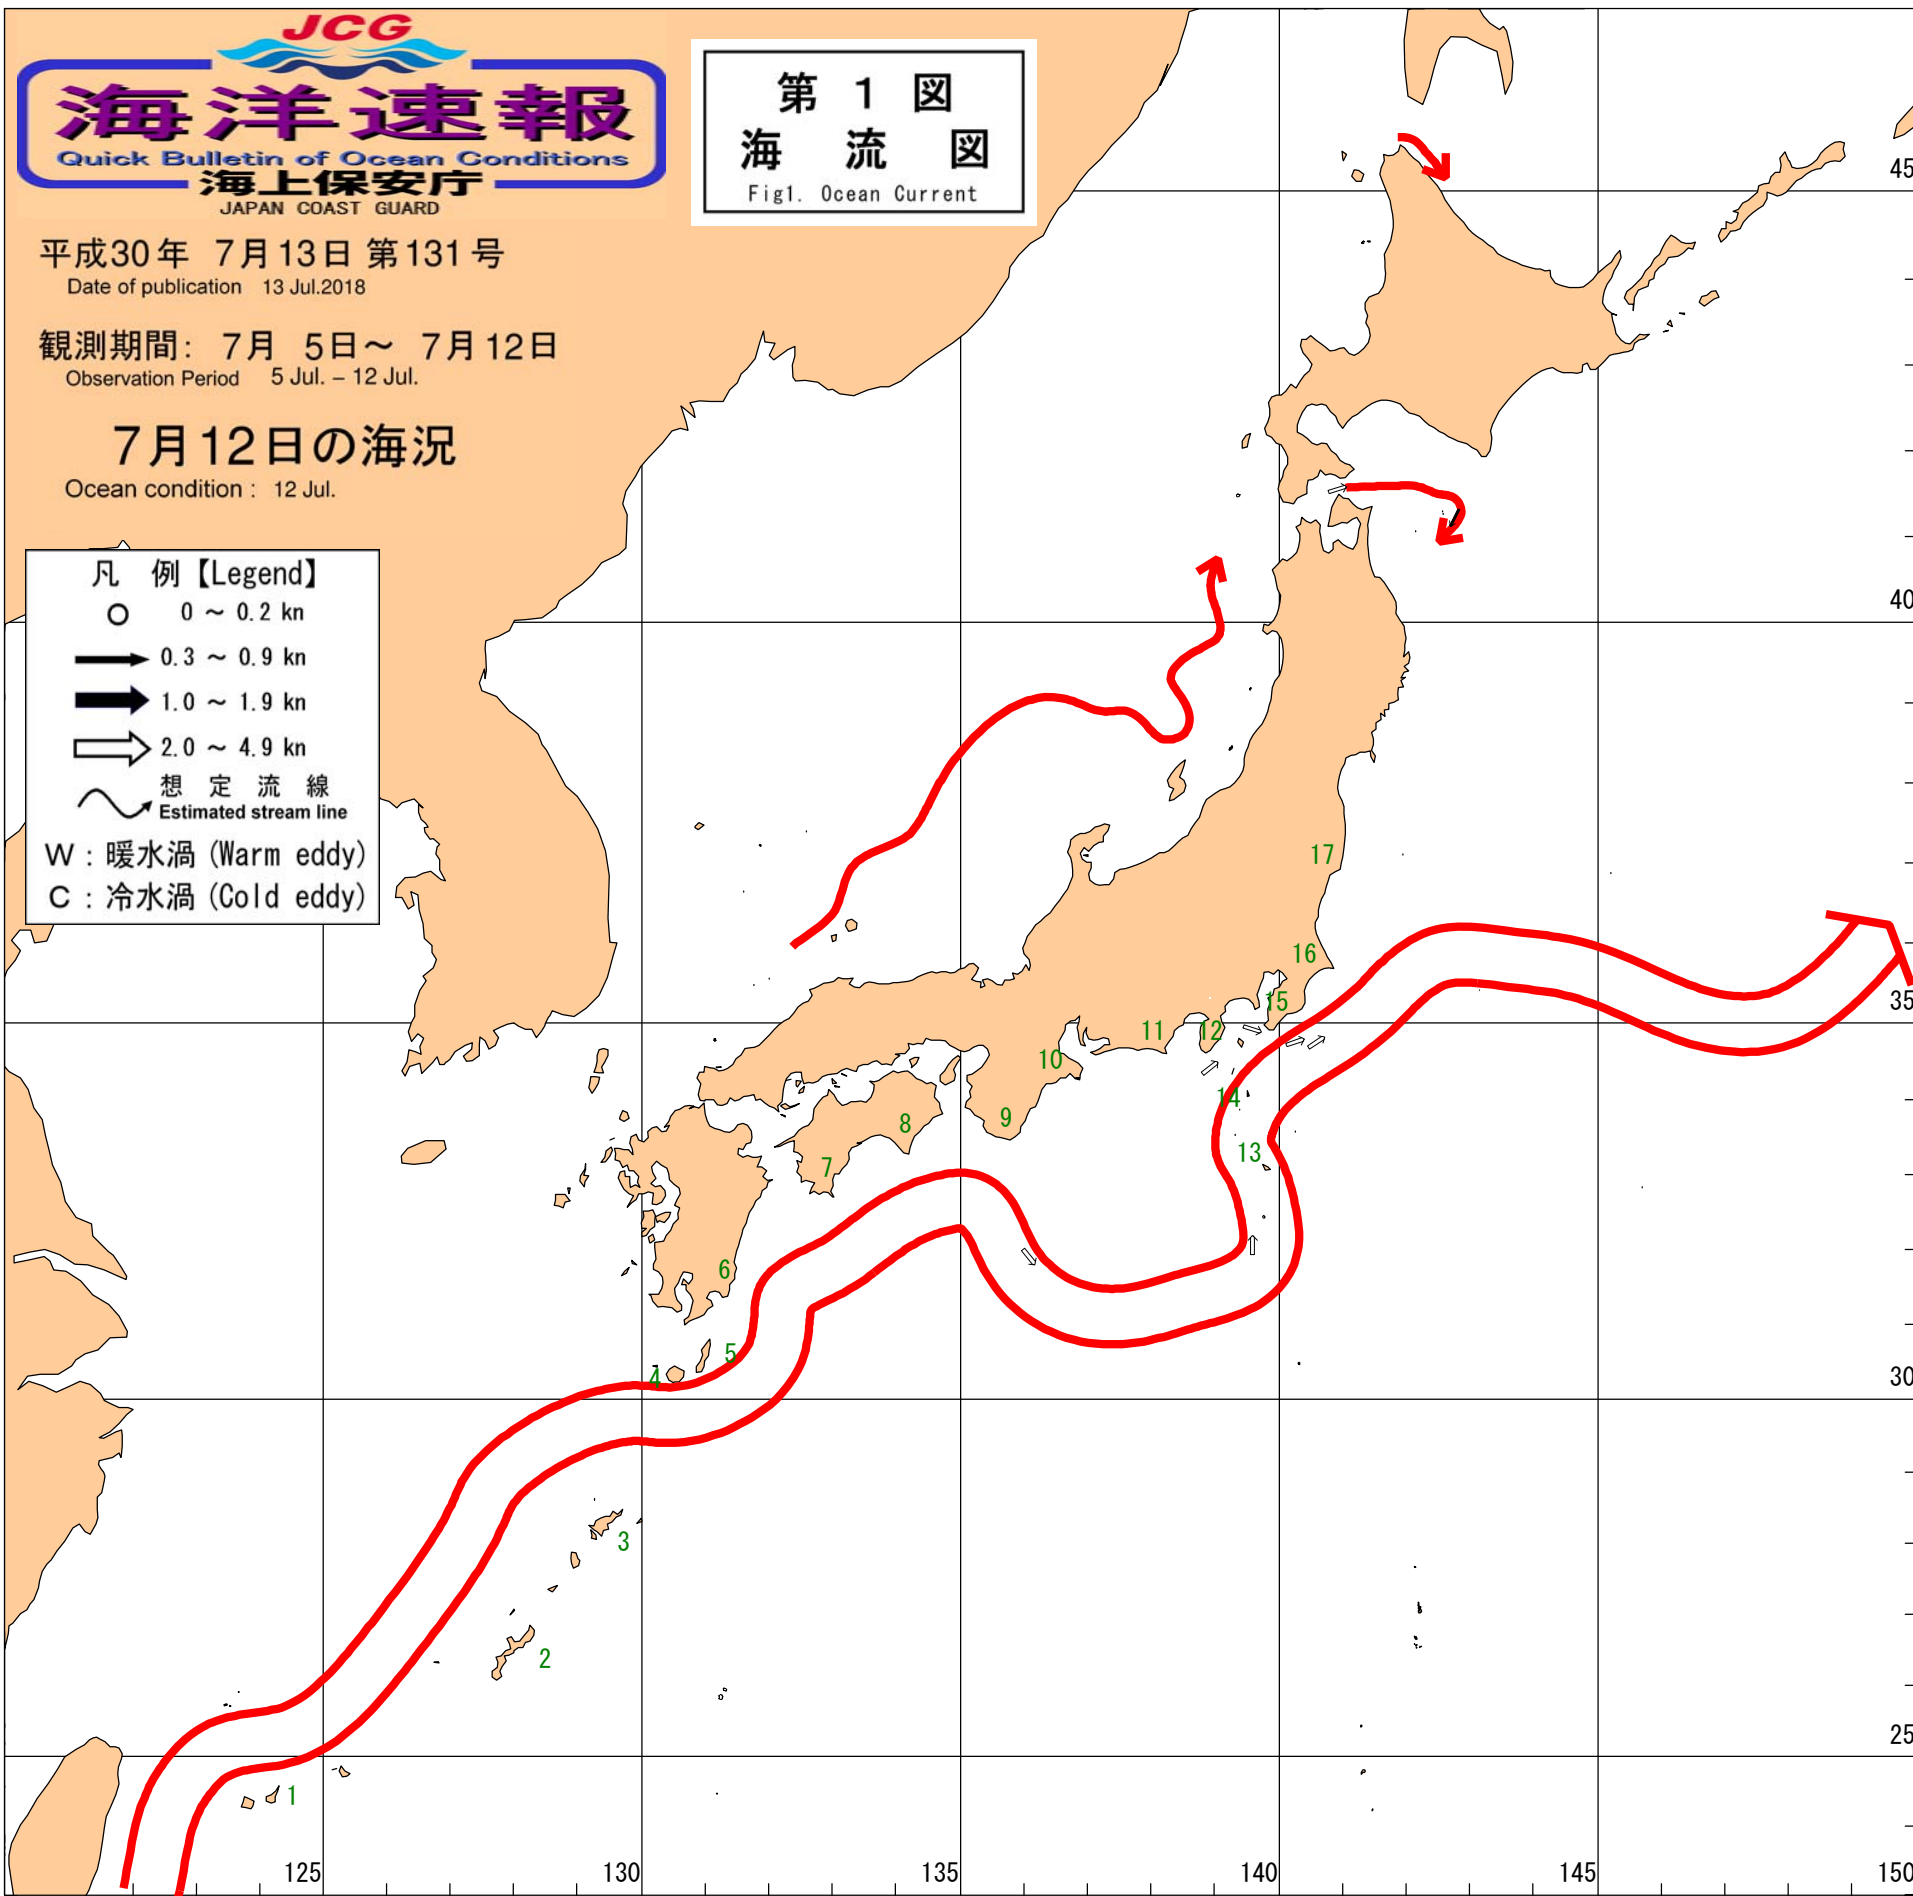 JCG
海洋速報
Quick Bulletin of Ocean Conditions
海上保安庁
JAPAN COAST GUARD
平成30年 7月13日 第131号
Date of publication 13 Jul.2018
観測期間: 7月 5日~ 7月12日
Observation Period 5 Jul. – 12 Jul.
7月12日の海況
Ocean condition : 12 Jul.
第 1 図
海 流 図
Fig1. Ocean Current
凡 例【Legend】
0 ~ 0.2 kn
0.3 ~ 0.9 kn
1.0 ~ 1.9 kn
2.0 ~ 4.9 kn
想 定 流 線
Estimated stream line
W : 暖水渦 (Warm eddy)
C : 冷水渦 (Cold eddy)
45
40
17
16
35
15
12
11
10
14
9
8
13
7
6
5
4
30
3
2
25
1
125
130
135
140
145
150